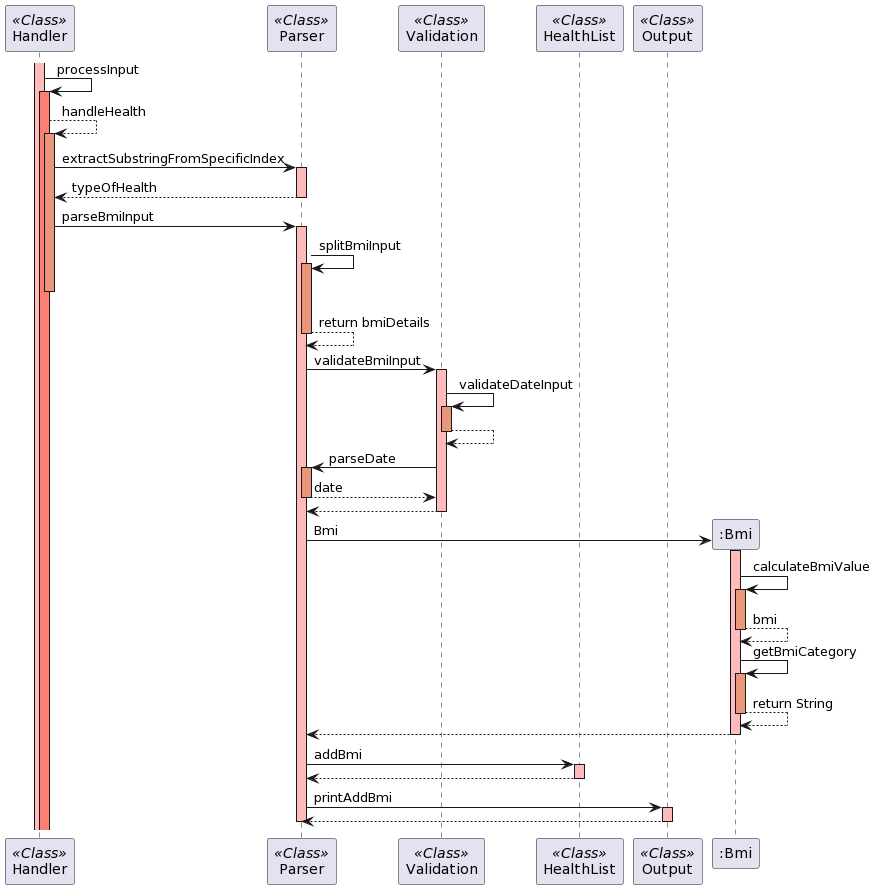 «Class» «Class» «Class» «Class» «Class»
Handler Parser Validation HealthList Output
processInput
handleHealth
extractSubstringFromSpecificIndex
typeOfHealth
parseBmiInput
splitBmiInput
return bmiDetails
validateBmiInput
validateDateInput
parseDate
date
Bmi
:Bmi
calculateBmiValue
bmi
getBmiCategory
return String
addBmi
printAddBmi
«Class» «Class» «Class» «Class» «Class»
Handler Parser Validation HealthList Output :Bmi